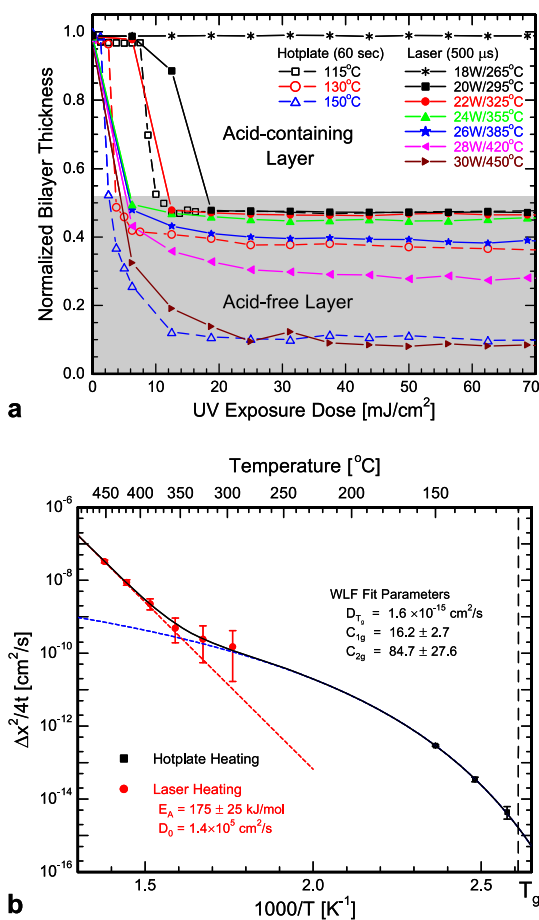 Normalized Bilayer Thickness
1.0
0.8
0.6
0.4
0.2
0.0
Hotplate (60 sec)
115°C
130°C
150°C
Laser (500 µs)
18W/265°C
20W/295°C
22W/325°C
24W/355°C
26W/385°C
28W/420°C
30W/450°C
Acid-containing
Layer
Acid-free Layer
0 10 20 30 40 50 60 70
UV Exposure Dose [mJ/cm²]
a
Temperature [°C]
450 400 350 300 250 200 150
10⁻⁶
10⁻⁸
10⁻¹⁰
10⁻¹²
10⁻¹⁴
10⁻¹⁶
Δx²/4t [cm²/s]
WLF Fit Parameters
D_Tg = 1.6 ×10⁻¹⁵ cm²/s
C₁g = 16.2 ± 2.7
C₂g = 84.7 ± 27.6
Hotplate Heating
Laser Heating
E_A = 175 ± 25 kJ/mol
D₀ = 1.4×10⁵ cm²/s
1.5 2.0 2.5 T_g
1000/T [K⁻¹]
b